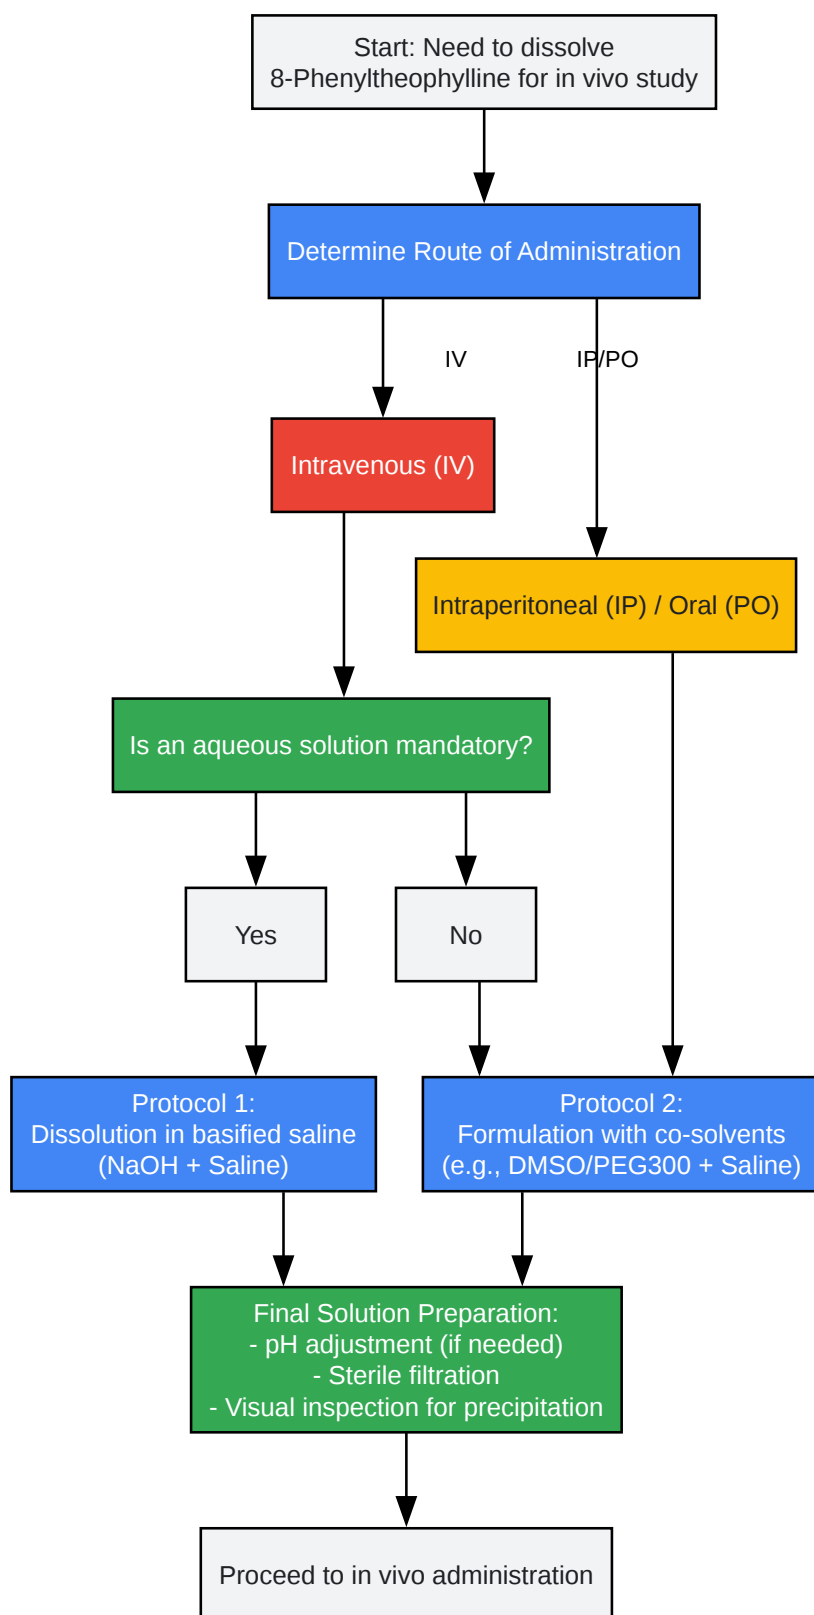 Start: Need to dissolve
8-Phenyltheophylline for in vivo study
Determine Route of Administration
IV
IP/PO
Intravenous (IV)
Intraperitoneal (IP) / Oral (PO)
Is an aqueous solution mandatory?
Yes
No
Protocol 1:
Dissolution in basified saline
(NaOH + Saline)
Protocol 2:
Formulation with co-solvents
(e.g., DMSO/PEG300 + Saline)
Final Solution Preparation:
- pH adjustment (if needed)
- Sterile filtration
- Visual inspection for precipitation
Proceed to in vivo administration